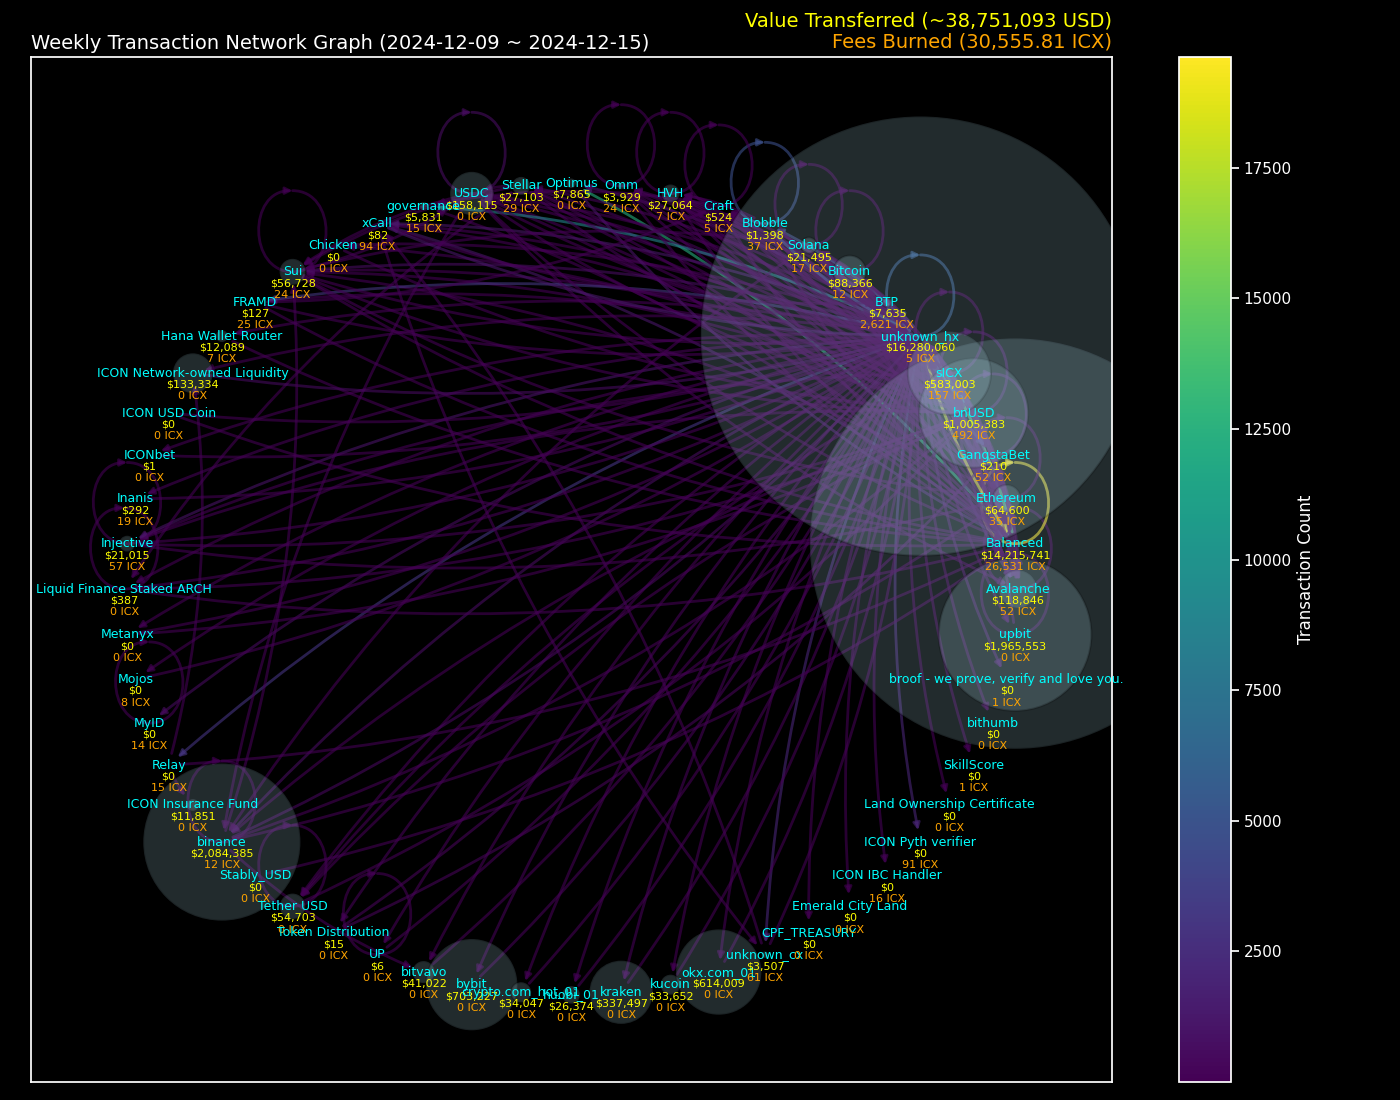 Value Transferred (~38,751,093 USD)
Weekly Transaction Network Graph (2024-12-09 ~ 2024-12-15)
Fees Burned (30,555.81 ICX)
USDC
$158,115
0 ICX
Stellar
$27,103
29 ICX
Optimus
$7,865
0 ICX
Omm
$3,929
24 ICX
HVH
$27,064
7 ICX
Craft
$524
5 ICX
Blobble
$1,398
37 ICX
Solana
$21,495
17 ICX
Bitcoin
$88,366
12 ICX
BTP
$7,635
2,621 ICX
unknown_hx
$16,280,060
5 ICX
sICX
$583,003
157 ICX
bnUSD
$1,005,383
492 ICX
GangstaBet
$210
52 ICX
Ethereum
$64,600
35 ICX
Balanced
$14,215,741
26,531 ICX
Avalanche
$118,846
52 ICX
upbit
$1,965,553
0 ICX
broof - we prove, verify and love you.
$0
1 ICX
bithumb
$0
0 ICX
SkillScore
$0
1 ICX
Land Ownership Certificate
$0
0 ICX
ICON Pyth verifier
$0
91 ICX
ICON IBC Handler
$0
16 ICX
Emerald City Land
$0
0 ICX
CPF_TREASURY
$0
0 ICX
unknown_cx
$3,507
61 ICX
okx.com_01
$614,009
0 ICX
kucoin
$33,652
0 ICX
kraken
$337,497
0 ICX
huobi_01
$26,374
0 ICX
crypto.com_hot_01
$34,047
0 ICX
bybit
$703,227
0 ICX
bitvavo
$41,022
0 ICX
UP
$6
0 ICX
Token Distribution
$15
0 ICX
Tether USD
$54,703
0 ICX
Stably_USD
$0
0 ICX
binance
$2,084,385
12 ICX
ICON Insurance Fund
$11,851
0 ICX
Relay
$0
15 ICX
MyID
$0
14 ICX
Mojos
$0
8 ICX
Metanyx
$0
0 ICX
Liquid Finance Staked ARCH
$387
0 ICX
Injective
$21,015
57 ICX
Inanis
$292
19 ICX
ICONbet
$1
0 ICX
ICON USD Coin
$0
0 ICX
ICON Network-owned Liquidity
$133,334
0 ICX
Hana Wallet Router
$12,089
7 ICX
FRAMD
$127
25 ICX
Sui
$56,728
24 ICX
Chicken
$0
0 ICX
xCall
$82
94 ICX
governance
$5,831
15 ICX
17500
15000
12500
10000
7500
5000
2500
Transaction Count